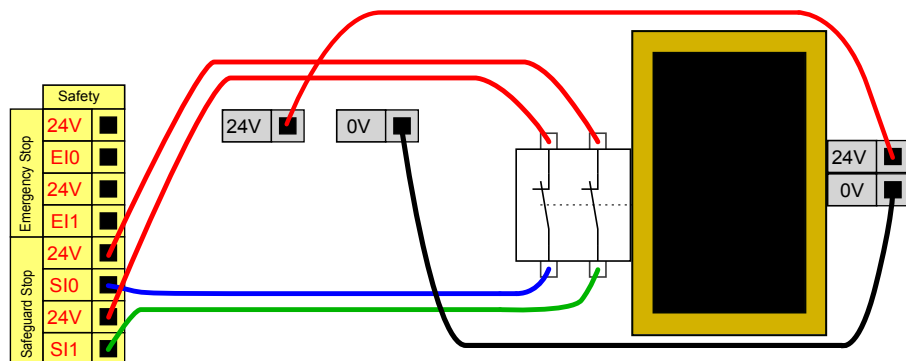 Safety
Emergency Stop
24V
EI0
24V
EI1
Safeguard Stop
24V
SI0
24V
SI1
24V
0V
24V
0V